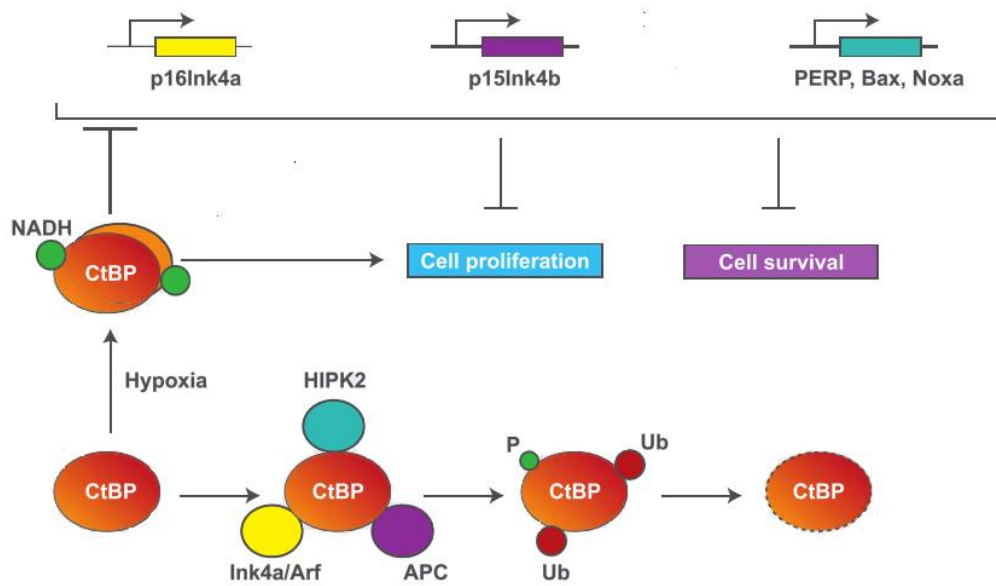 p16Ink4a
p15Ink4b
PERP, Bax, Noxa
NADH
CtBP
Cell proliferation
Cell survival
Hypoxia
HIPK2
CtBP
CtBP
Ink4a/Arf
APC
P
Ub
CtBP
Ub
CtBP